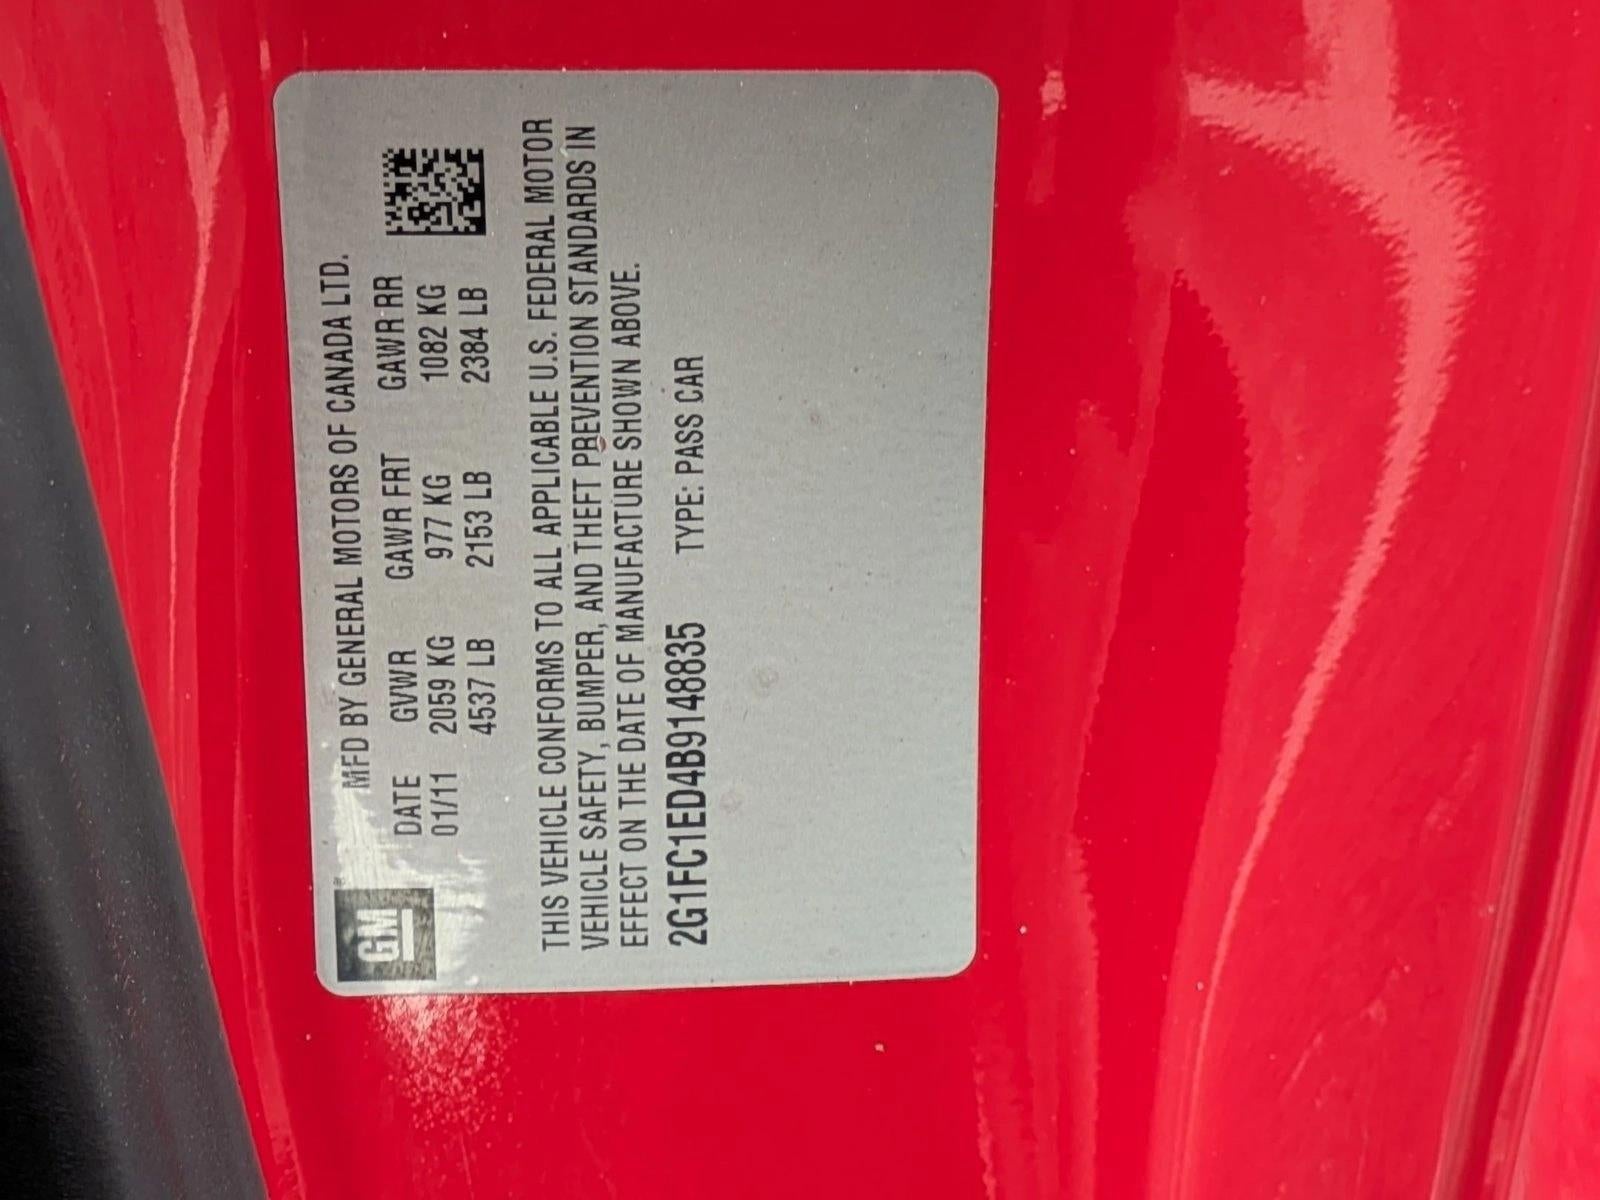 GM ®
MFD BY GENERAL MOTORS OF CANADA LTD.
DATE GVWR GAWR FRT GAWR RR
01/11 2059 KG 977 KG 1082 KG
4537 LB 2153 LB 2384 LB
THIS VEHICLE CONFORMS TO ALL APPLICABLE U.S. FEDERAL MOTOR
VEHICLE SAFETY, BUMPER, AND THEFT PREVENTION STANDARDS IN
EFFECT ON THE DATE OF MANUFACTURE SHOWN ABOVE.
2G1FC1ED4B9148835 TYPE: PASS CAR